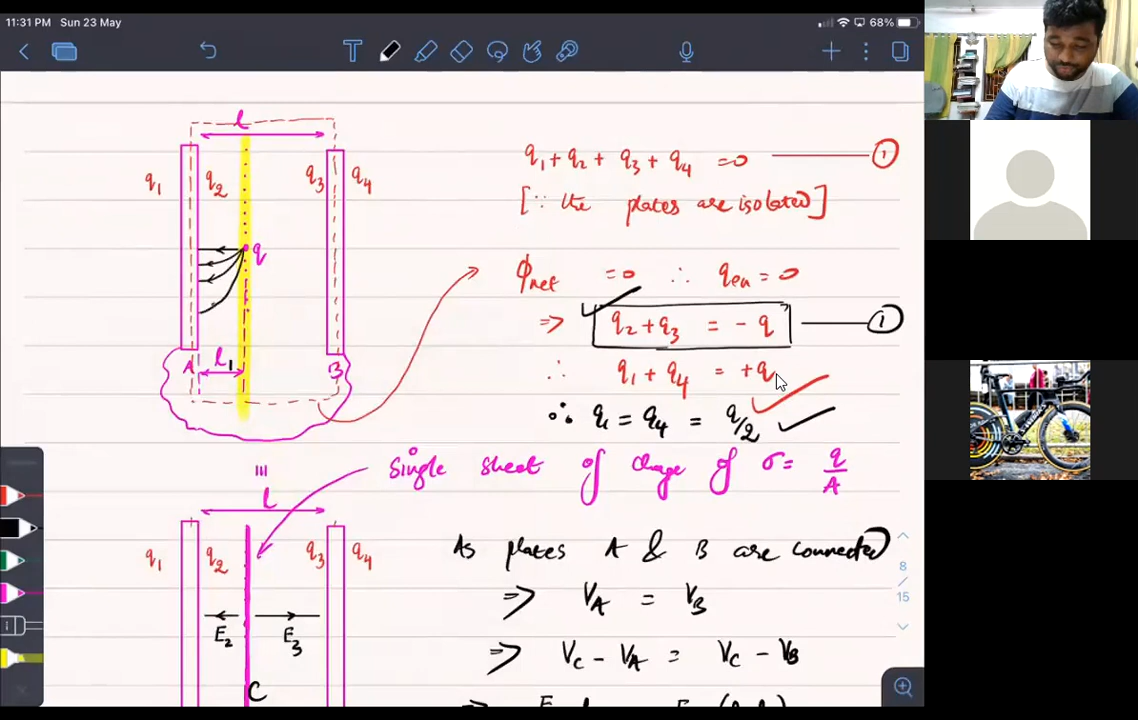 11:31 PM Sun 23 May
68%
l
q₁ q₂ q₃ q₄
q
A l₁ B
q₁ + q₂ + q₃ + q₄ = 0 ①
[∵ the plates are isolated]
ϕnet = 0 ∴ qen = 0
⇒ q₂ + q₃ = - q ①
∴ q₁ + q₄ = + q
∴ q₁ = q₄ = q/2
Single sheet of charge of σ = q/A
l
q₁ q₂ q₃ q₄
E₂ E₃
C
As plates A & B are connected
⇒ VA = VB
⇒ VC - VA = VC - VB
8
/
15